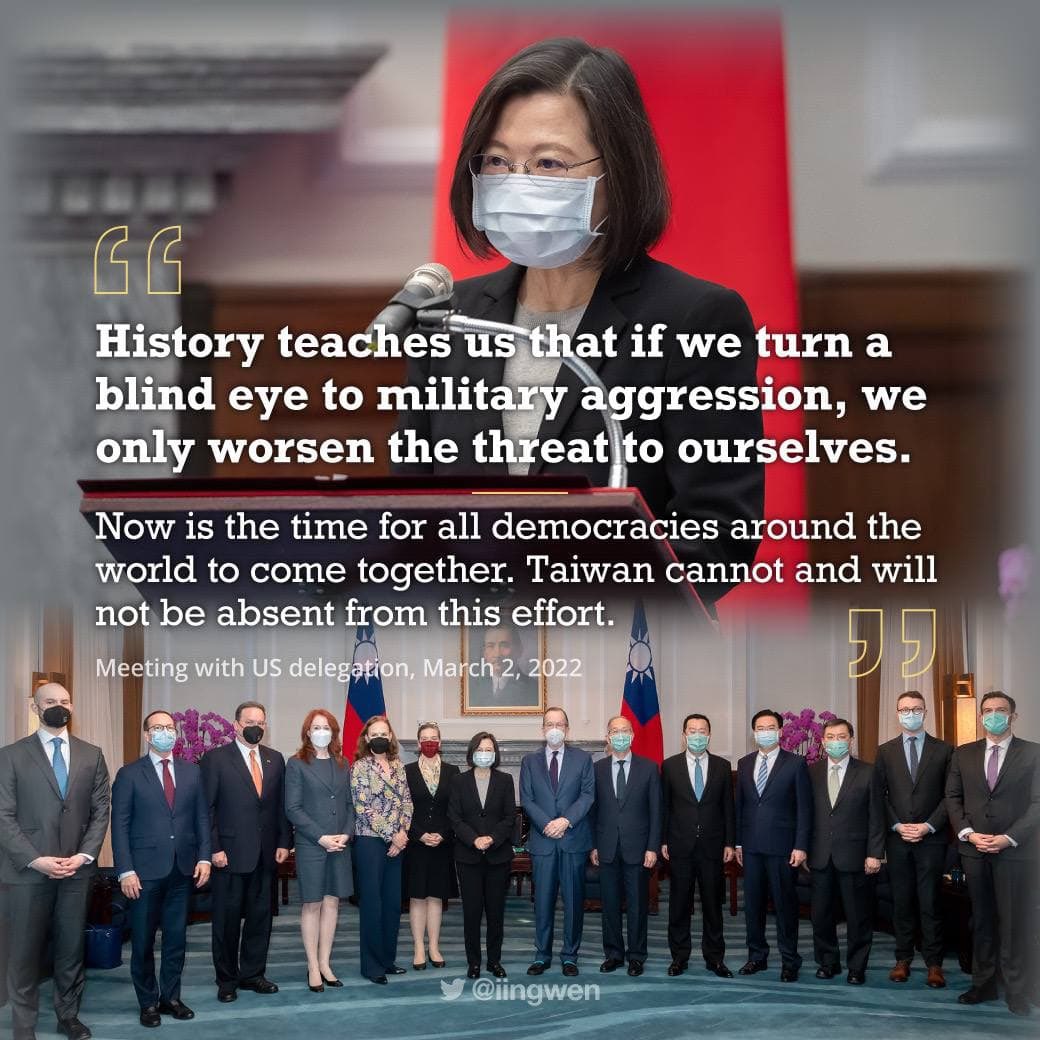 History teaches us that if we turn a
blind eye to military aggression, we
only worsen the threat to ourselves.
Now is the time for all democracies around the
world to come together. Taiwan cannot and will
not be absent from this effort.
Meeting with US delegation, March 2, 2022
@iingwen